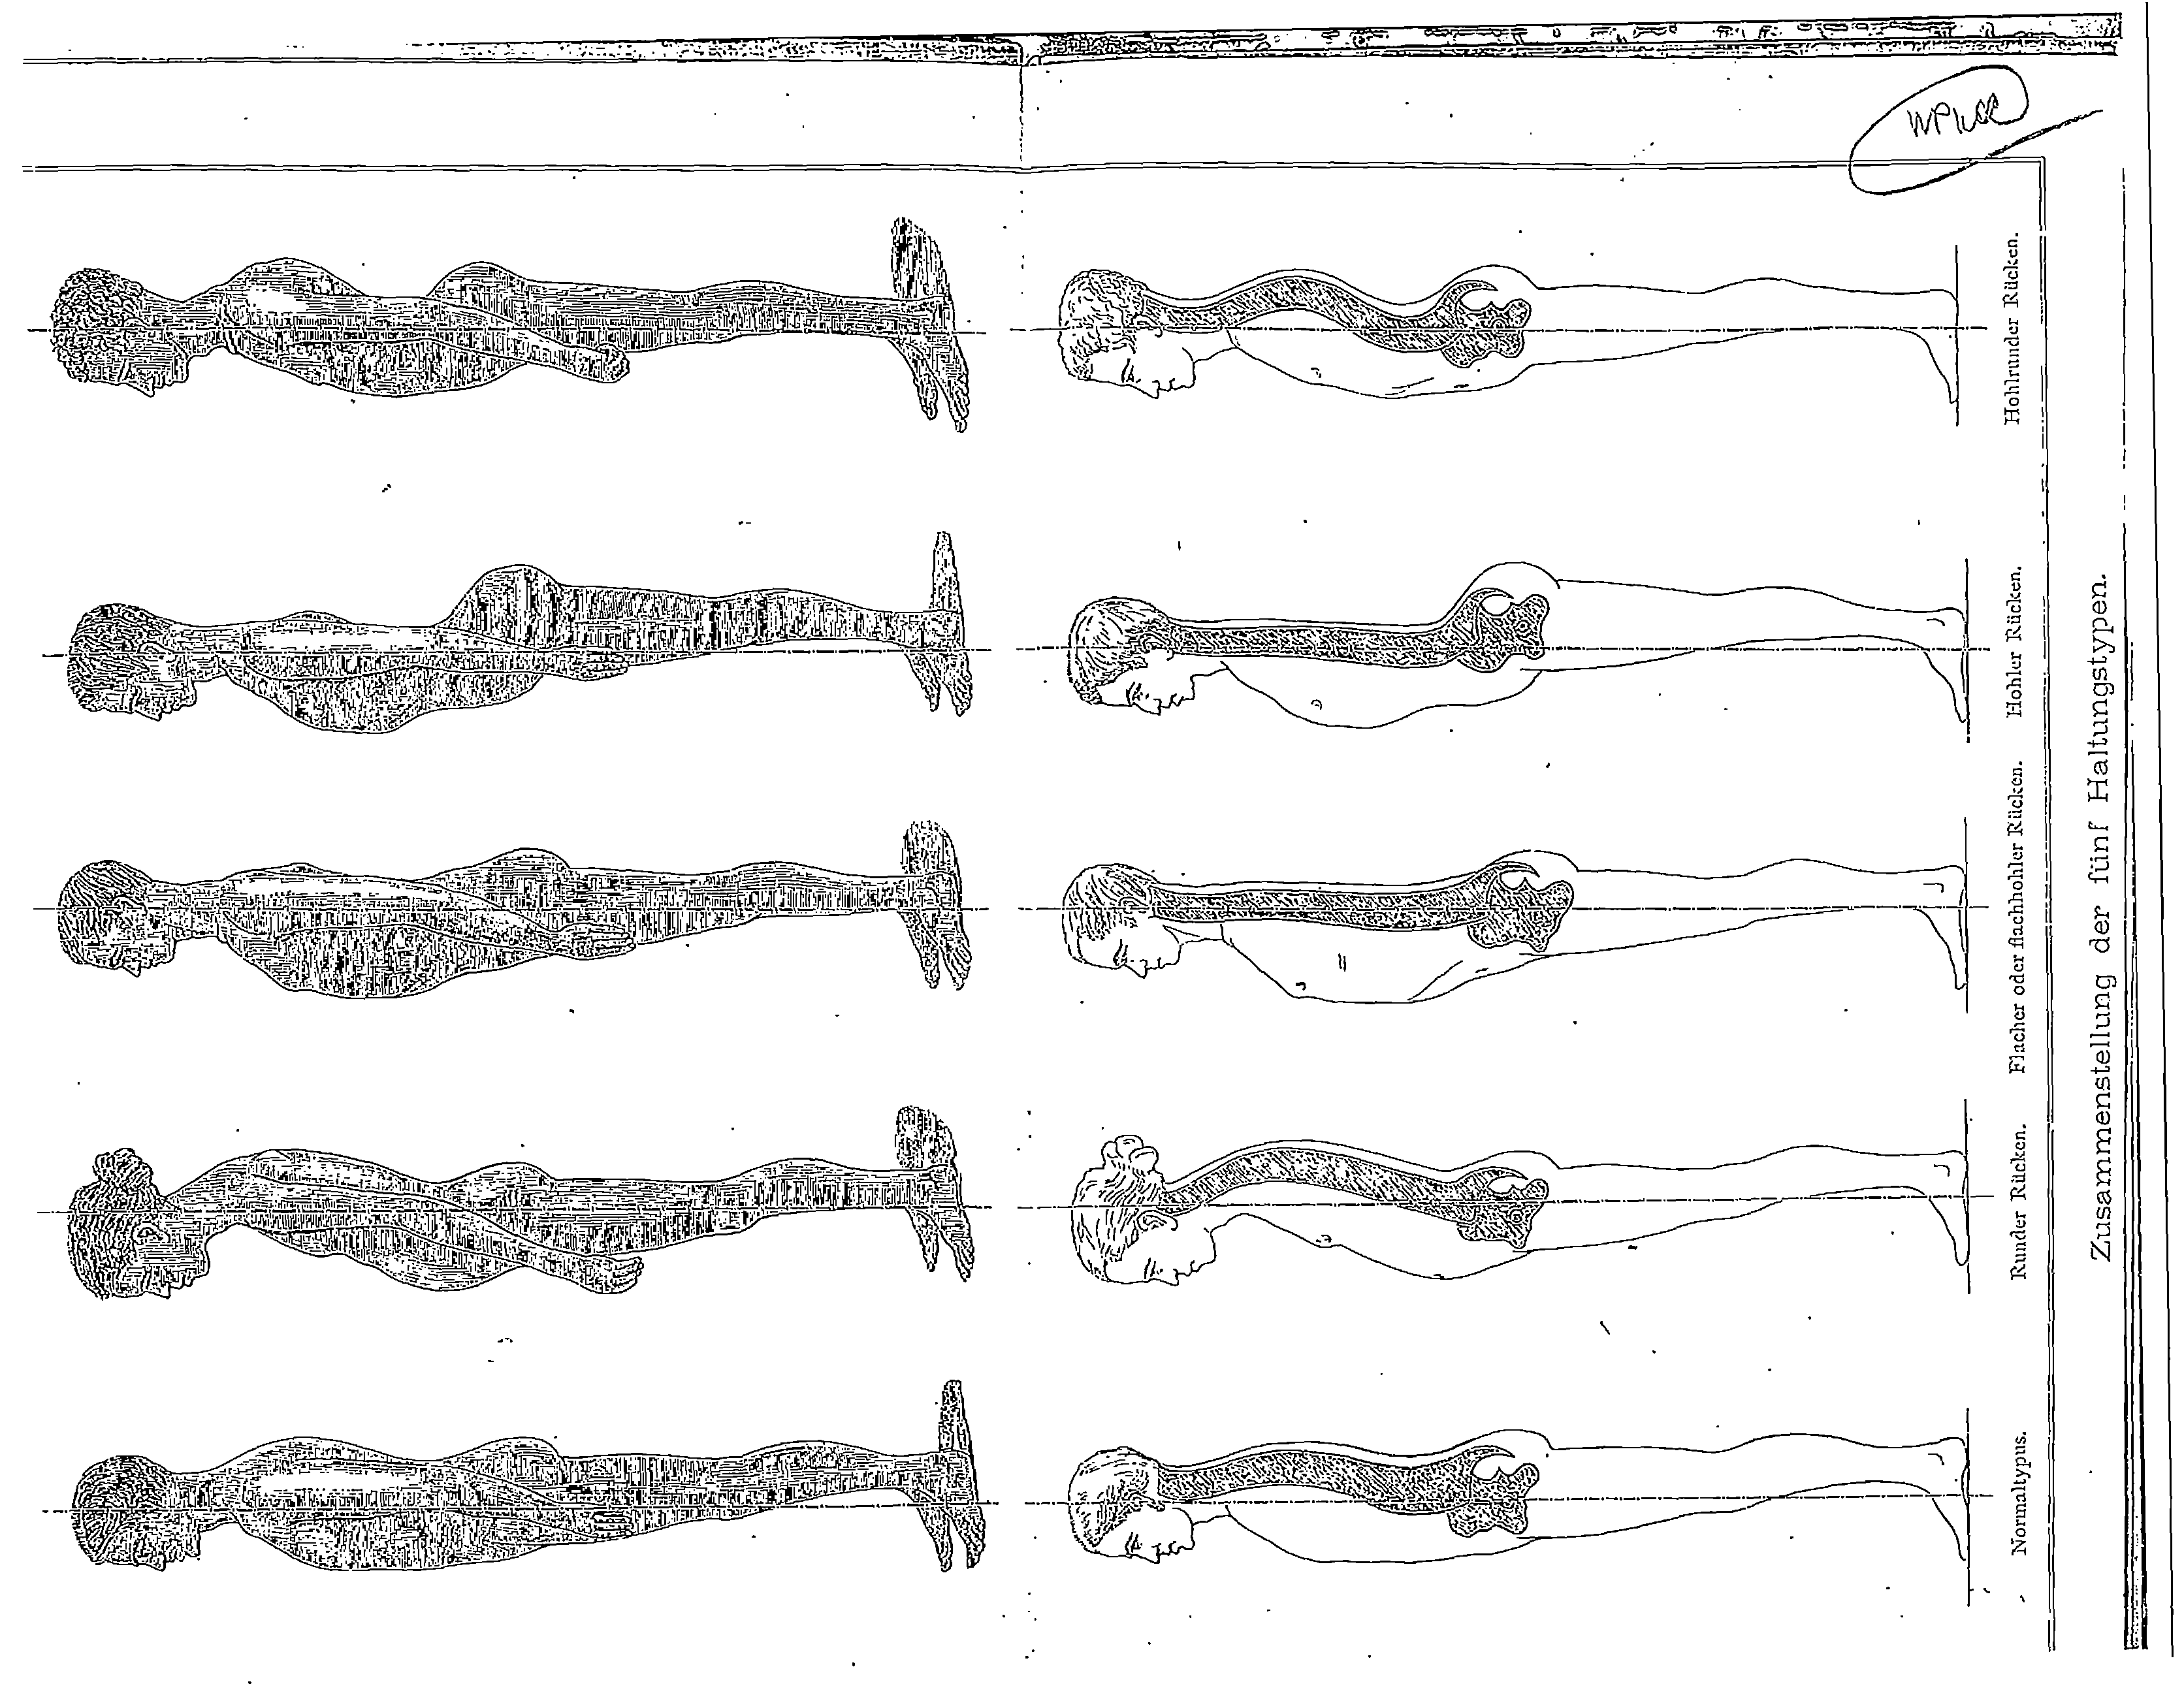 Normaltypus.
Runder Rücken.
Flacher oder flachhohler Rücken.
Hohler Rücken.
Hohlrunder Rücken.
Zusammenstellung der fünf Haltungstypen.